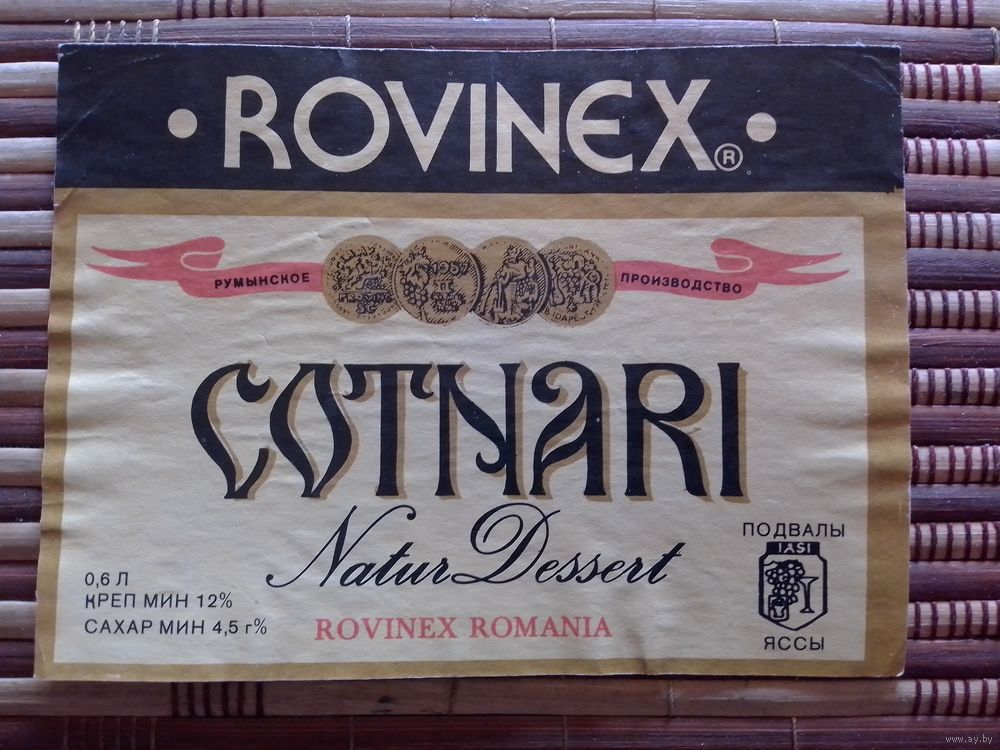 • ROVINEX® •
РУМЫНСКОЕ ПРОИЗВОДСТВО
1957
COTNARI
Natur Dessert
0,6 Л
КРЕП МИН 12%
САХАР МИН 4,5 г%
ROVINEX ROMANIA
ПОДВАЛЫ
IASI
ЯССЫ
www.ay.by